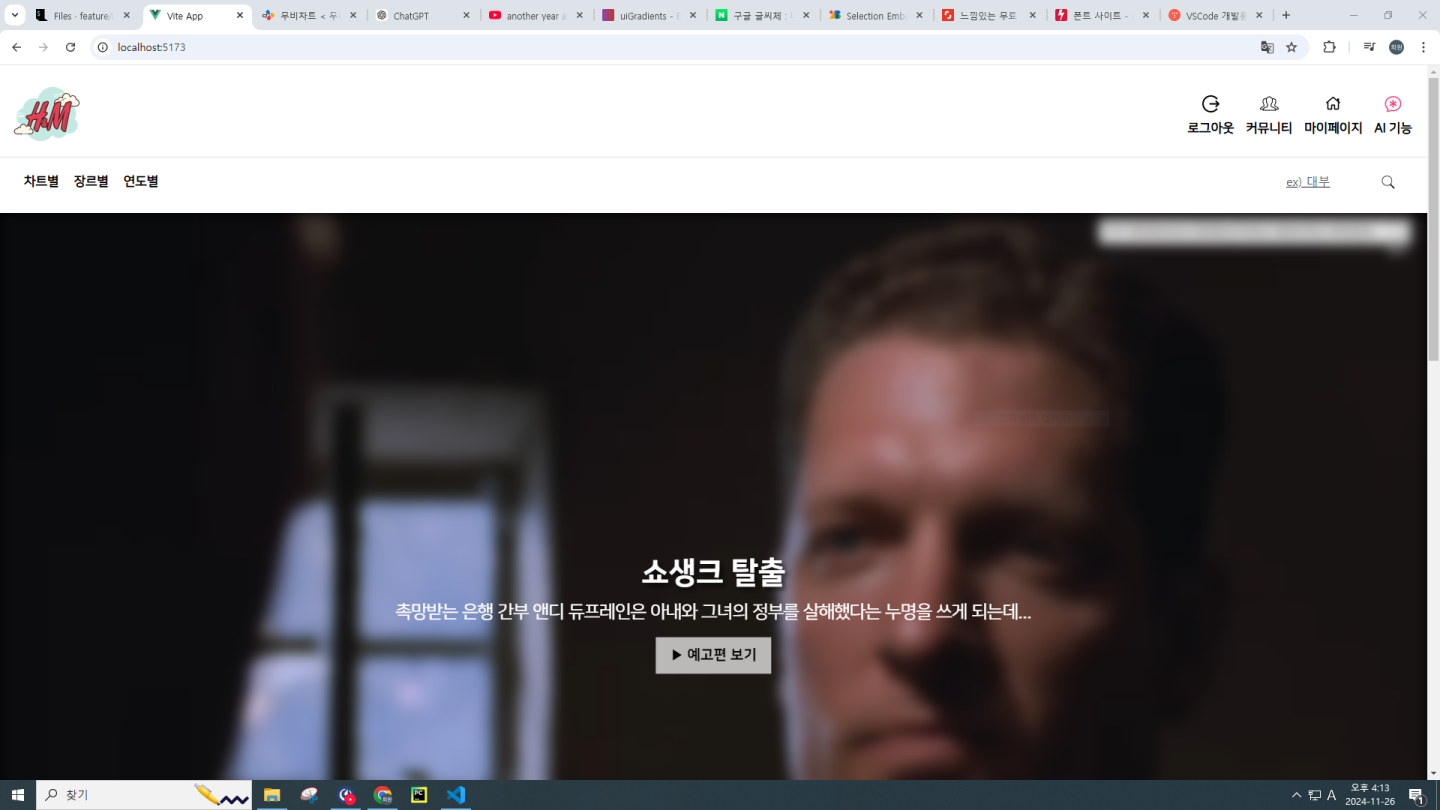 Files · feature/
Vite App
무비차트 < 무
ChatGPT
another year a
uiGradients - B
구글 글씨체 :
Selection Emb
느낌있는 무료
폰트 사이트 -
VSCode 개발
localhost:5173
희원
H&M
로그아웃 커뮤니티 마이페이지 AI 기능
차트별 장르별 연도별
ex) 대부
쇼생크 탈출
촉망받는 은행 간부 앤디 듀프레인은 아내와 그녀의 정부를 살해했다는 누명을 쓰게 되는데...
▶ 예고편 보기
찾기
A
오후 4:13
2024-11-26
1